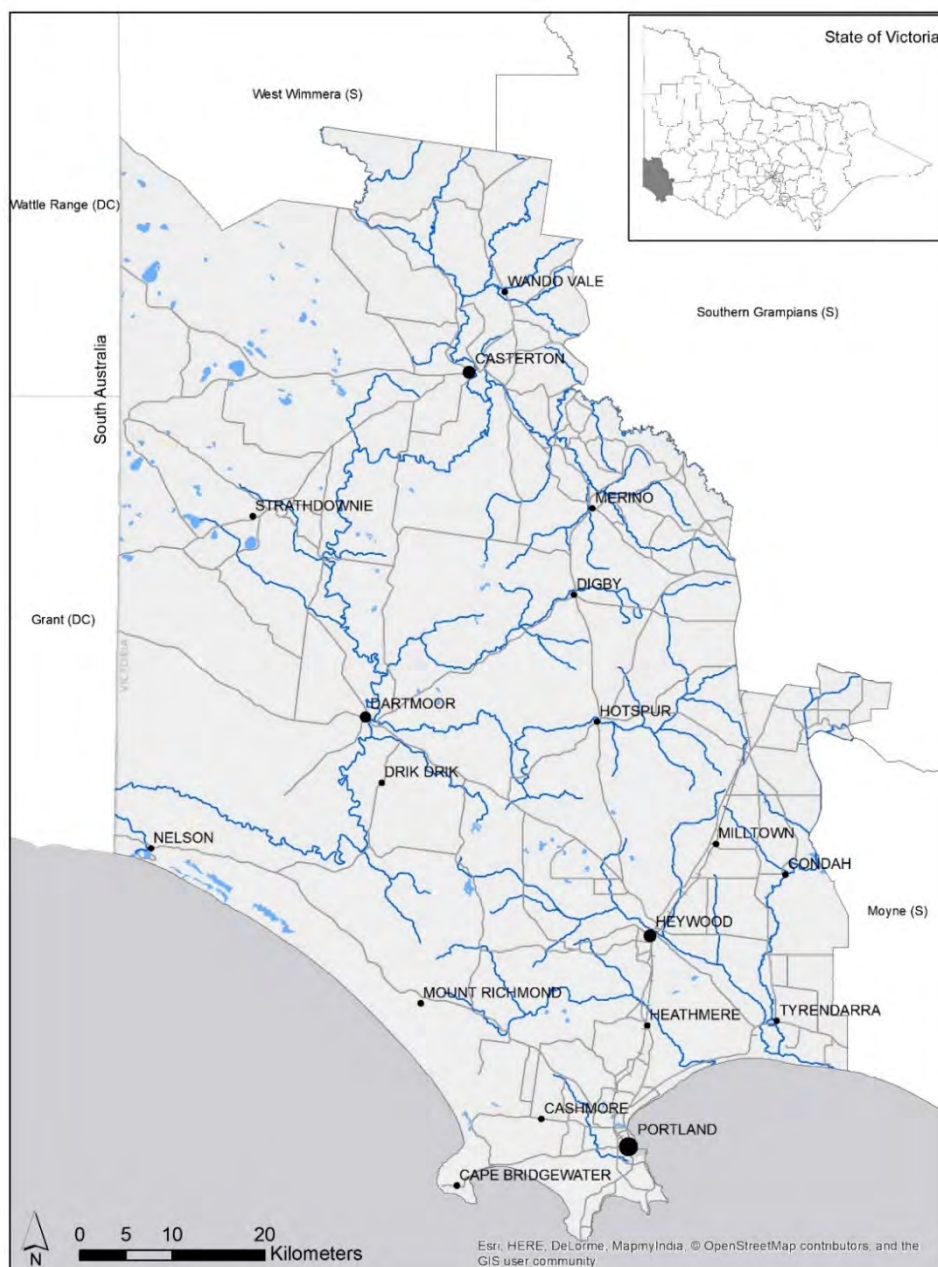 State of Victoria
West Wimmera (S)
Wattle Range (DC)
WANDO VALE
Southern Grampians (S)
South Australia
CASTERTON
STRATHDOWNIE
MERINO
DIGBY
Grant (DC)
VICTORIA
DARTMOOR
HOTSPUR
DRIK DRIK
NELSON
MILLTOWN
CONDAH
Moyne (S)
HEYWOOD
MOUNT RICHMOND
HEATHMERE
TYRENDARRA
CASHMORE
PORTLAND
CAPE BRIDGEWATER
N
0 5 10 20
Kilometers
Esri, HERE, DeLorme, MapmyIndia, © OpenStreetMap contributors, and the
GIS user community